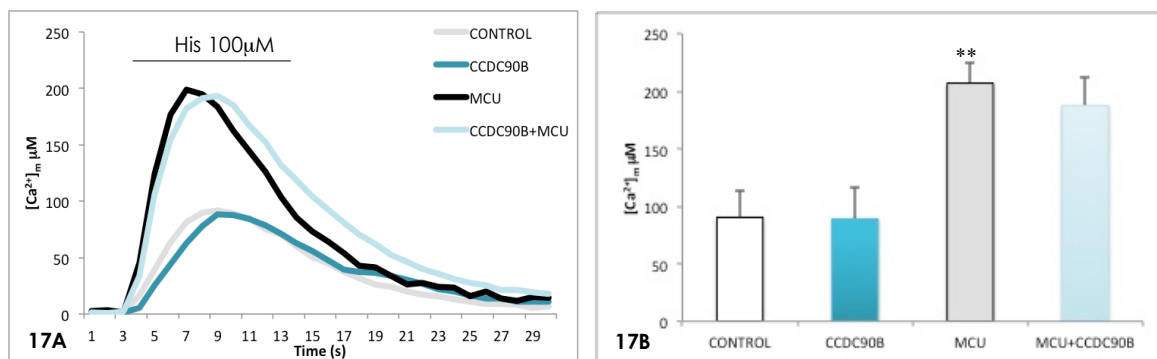 His 100μM
CONTROL
CCDC90B
MCU
CCDC90B+MCU
[Ca²⁺]ₘ μM
250
200
150
100
50
0
1 3 5 7 9 11 13 15 17 19 21 23 25 27 29
Time (s)
17A
**
[Ca²⁺]ₘ μM
250
200
150
100
50
0
CONTROL CCDC90B MCU MCU+CCDC90B
17B